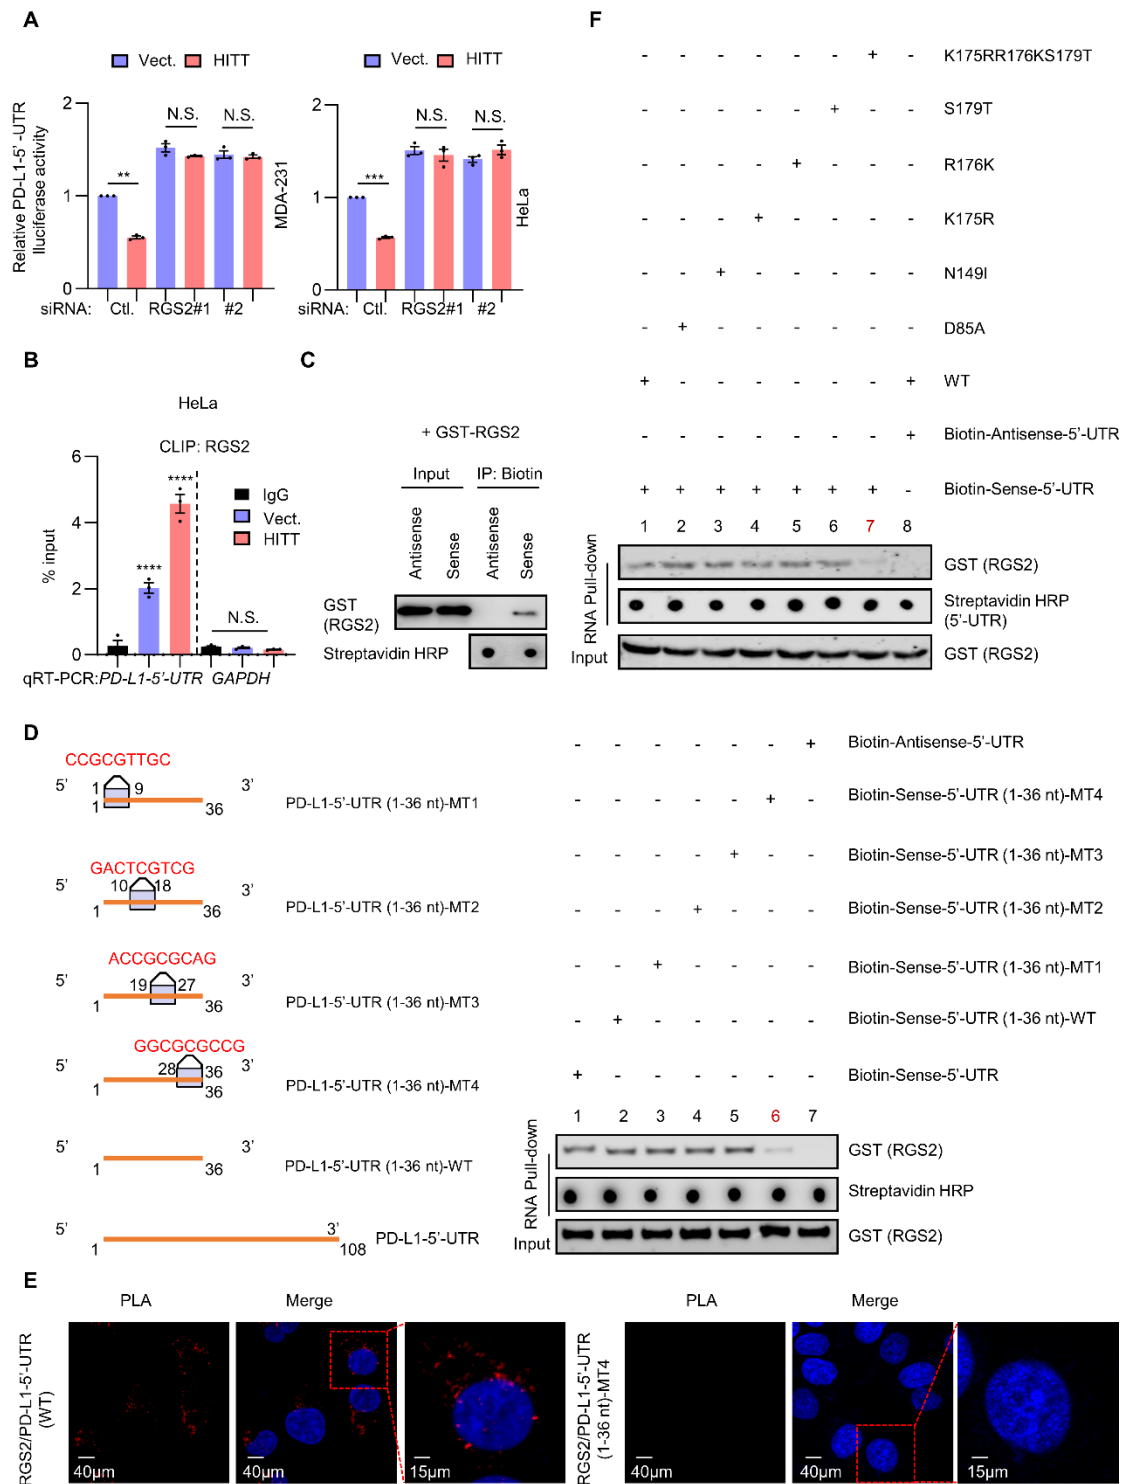 A
Vect. HITT
Relative PD-L1-5'-UTR
lluciferase activity
2
1
0
** N.S. N.S.
siRNA: Ctl. RGS2#1 #2
MDA-231
Vect. HITT
2
1
0
*** N.S. N.S.
siRNA: Ctl. RGS2#1 #2
HeLa
B
HeLa
CLIP: RGS2
% input
6
4
2
0
**** ****
IgG
Vect.
HITT
N.S.
qRT-PCR:PD-L1-5'-UTR GAPDH
C
+ GST-RGS2
Input IP: Biotin
Antisense Sense Antisense Sense
GST
(RGS2)
Streptavidin HRP
F
- - - - - - + - K175RR176KS179T
- - - - - + - - S179T
- - - - + - - - R176K
- - - + - - - - K175R
- - + - - - - - N149I
- + - - - - - - D85A
+ - - - - - - + WT
- - - - - - - + Biotin-Antisense-5'-UTR
+ + + + + + + - Biotin-Sense-5'-UTR
1 2 3 4 5 6 7 8
RNA Pull-down
GST (RGS2)
Streptavidin HRP
(5'-UTR)
Input GST (RGS2)
D
CCGCGTTGC
5' 1 9 3'
1 36
PD-L1-5'-UTR (1-36 nt)-MT1
GACTCGTCG
5' 10 18 3'
1 36
PD-L1-5'-UTR (1-36 nt)-MT2
ACCGCGCAG
5' 19 27 3'
1 36
PD-L1-5'-UTR (1-36 nt)-MT3
GGCGCGCCG
5' 28 36 3'
1 36
PD-L1-5'-UTR (1-36 nt)-MT4
5' 3'
1 36
PD-L1-5'-UTR (1-36 nt)-WT
5' 3'
1 108
PD-L1-5'-UTR
- - - - - - + Biotin-Antisense-5'-UTR
- - - - - + - Biotin-Sense-5'-UTR (1-36 nt)-MT4
- - - - + - - Biotin-Sense-5'-UTR (1-36 nt)-MT3
- - - + - - - Biotin-Sense-5'-UTR (1-36 nt)-MT2
- - + - - - - Biotin-Sense-5'-UTR (1-36 nt)-MT1
- + - - - - - Biotin-Sense-5'-UTR (1-36 nt)-WT
+ - - - - - - Biotin-Sense-5'-UTR
1 2 3 4 5 6 7
RNA Pull-down
GST (RGS2)
Streptavidin HRP
Input GST (RGS2)
E
PLA Merge
RGS2/PD-L1-5'-UTR
(WT)
40μm 40μm 15μm
PLA Merge
RGS2/PD-L1-5'-UTR
(1-36 nt)-MT4
40μm 40μm 15μm